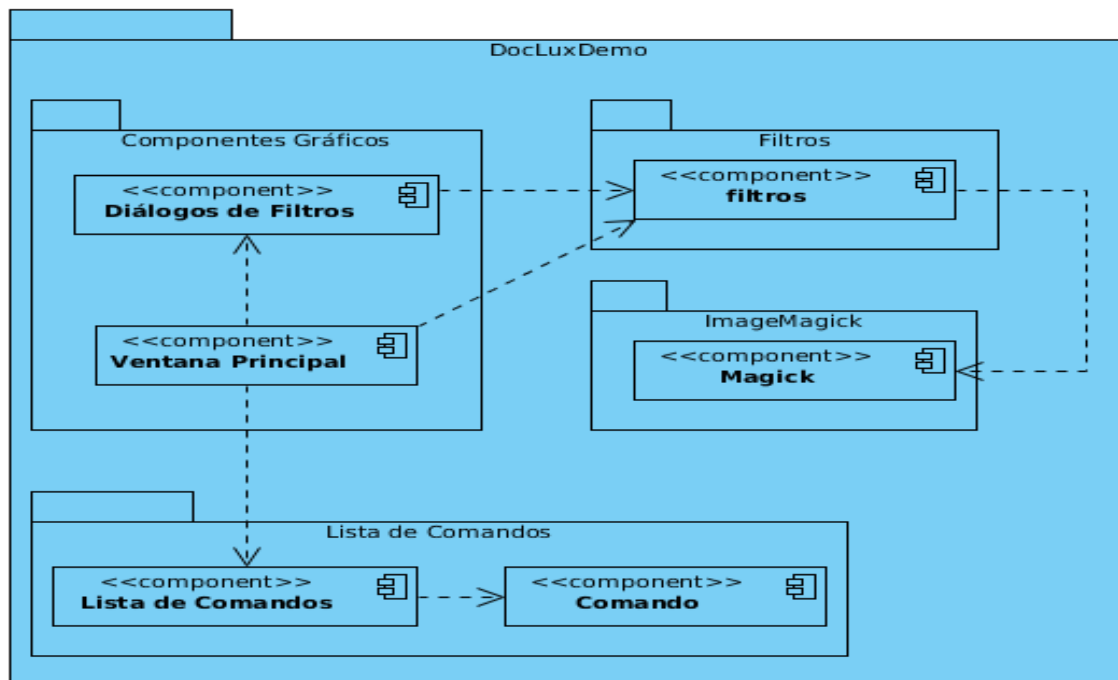 DocLuxDemo
Componentes Gráficos
<<component>>
Diálogos de Filtros
<<component>>
Ventana Principal
Filtros
<<component>>
filtros
ImageMagick
<<component>>
Magick
Lista de Comandos
<<component>>
Lista de Comandos
<<component>>
Comando